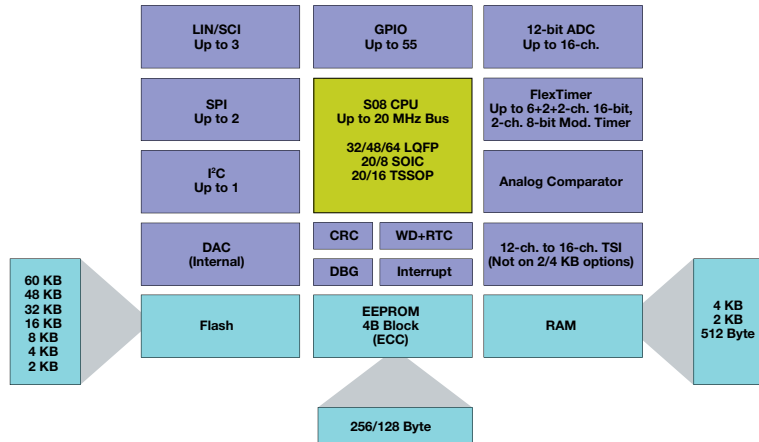 LIN/SCI
Up to 3
GPIO
Up to 55
12-bit ADC
Up to 16-ch.
SPI
Up to 2
S08 CPU
Up to 20 MHz Bus
32/48/64 LQFP
20/8 SOIC
20/16 TSSOP
FlexTimer
Up to 6+2+2-ch. 16-bit,
2-ch. 8-bit Mod. Timer
I²C
Up to 1
Analog Comparator
DAC
(Internal)
CRC
WD+RTC
DBG
Interrupt
12-ch. to 16-ch. TSI
(Not on 2/4 KB options)
60 KB
48 KB
32 KB
16 KB
8 KB
4 KB
2 KB
Flash
EEPROM
4B Block
(ECC)
RAM
4 KB
2 KB
512 Byte
256/128 Byte